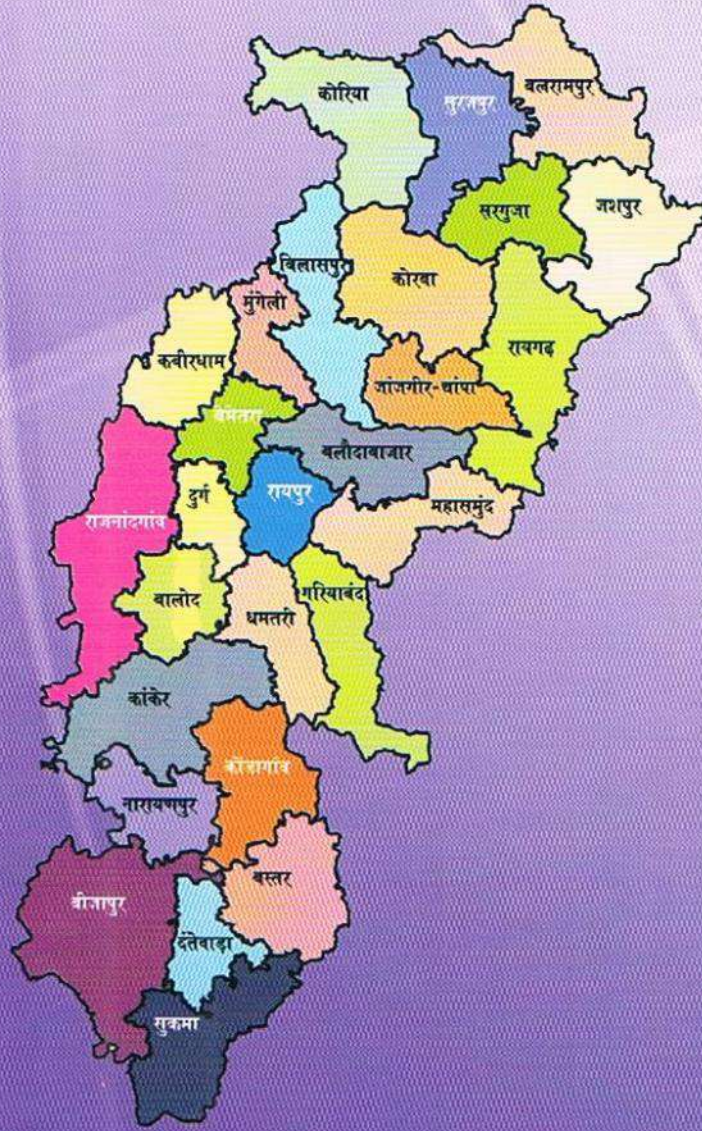 कोरिया
सुरजपुर
बलरामपुर
सरगुजा
जशपुर
बिलासपुर
कोरबा
मुंगेली
रायगढ़
कबीरधाम
जांजगीर-चांपा
बेमेतरा
बलौदाबाजार
दुर्ग
रायपुर
महासमुंद
राजनांदगांव
बालोद
धमतरी
गरियाबंद
कांकेर
कोंडागांव
नारायणपुर
बस्तर
बीजापुर
दंतेवाड़ा
सुकमा